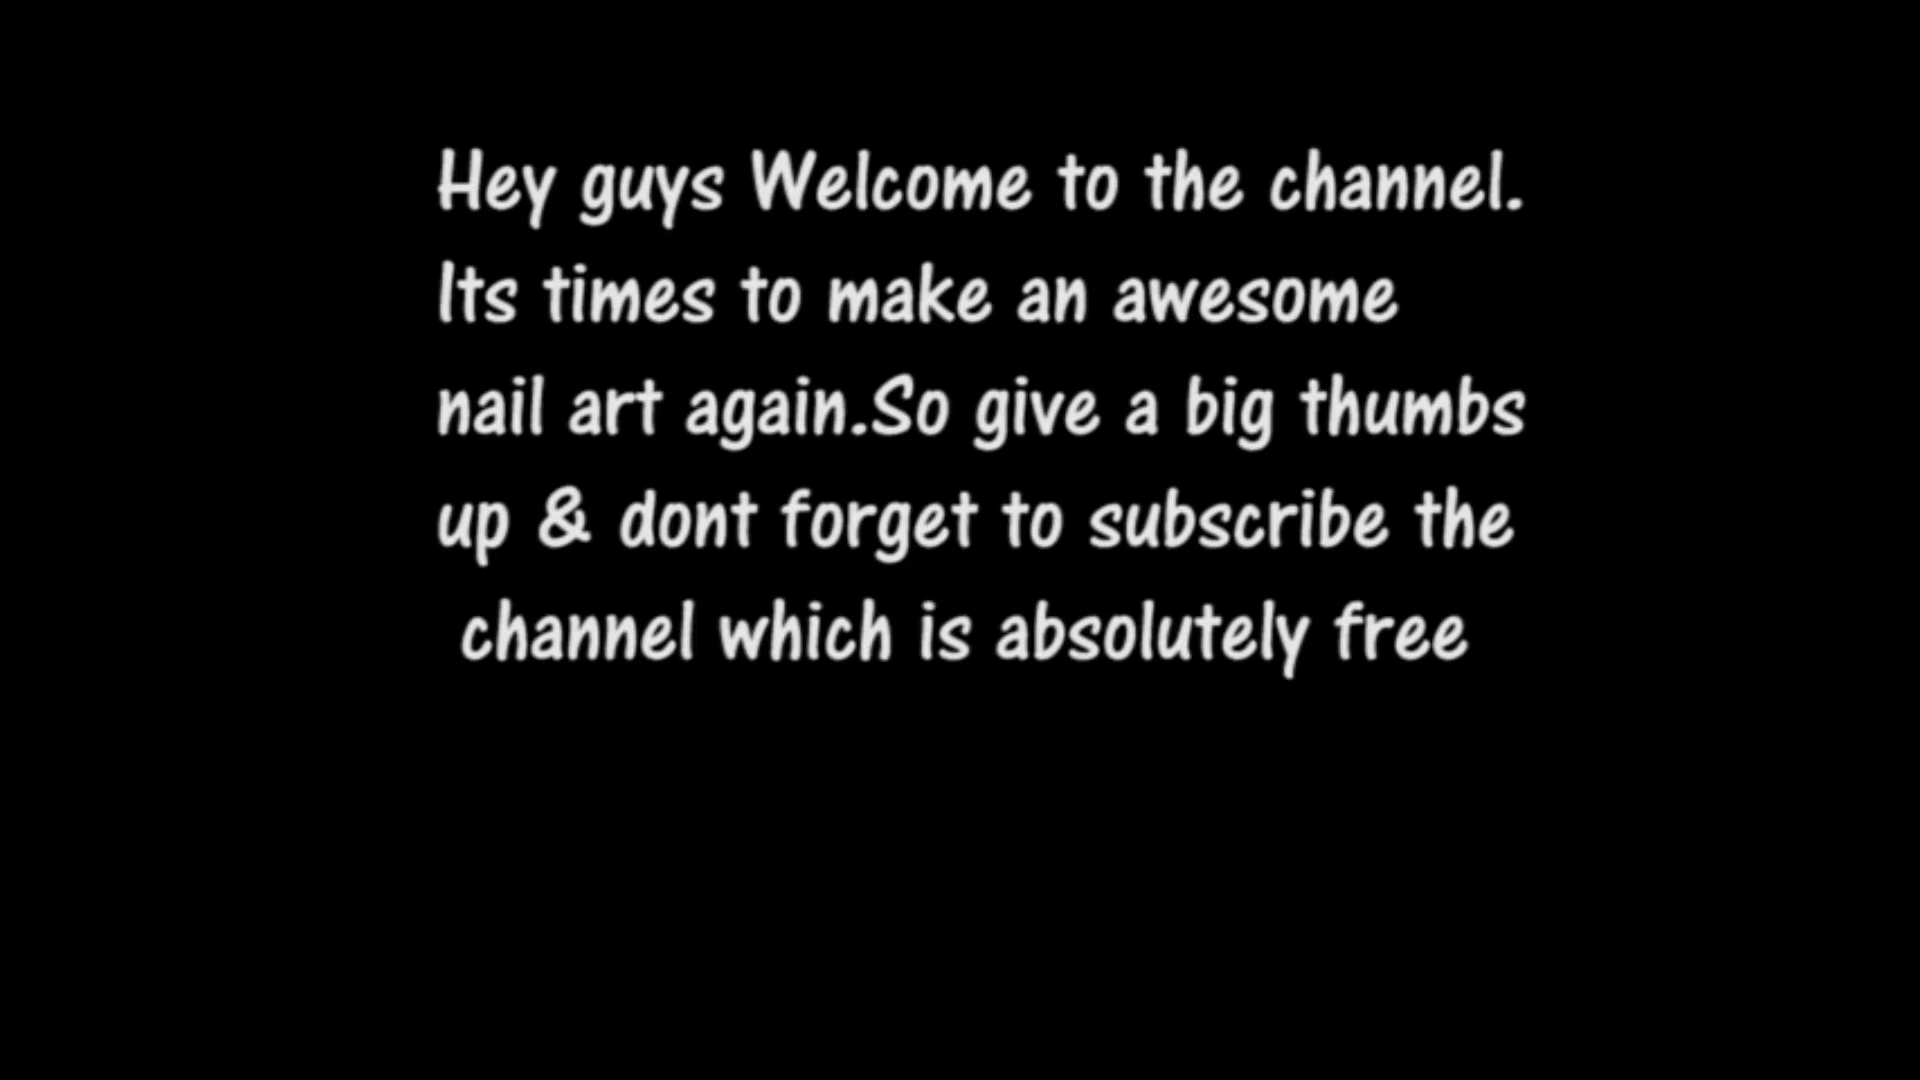 Hey guys Welcome to the channel.
Its times to make an awesome
nail art again.So give a big thumbs
up & dont forget to subscribe the
channel which is absolutely free